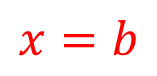 x = b